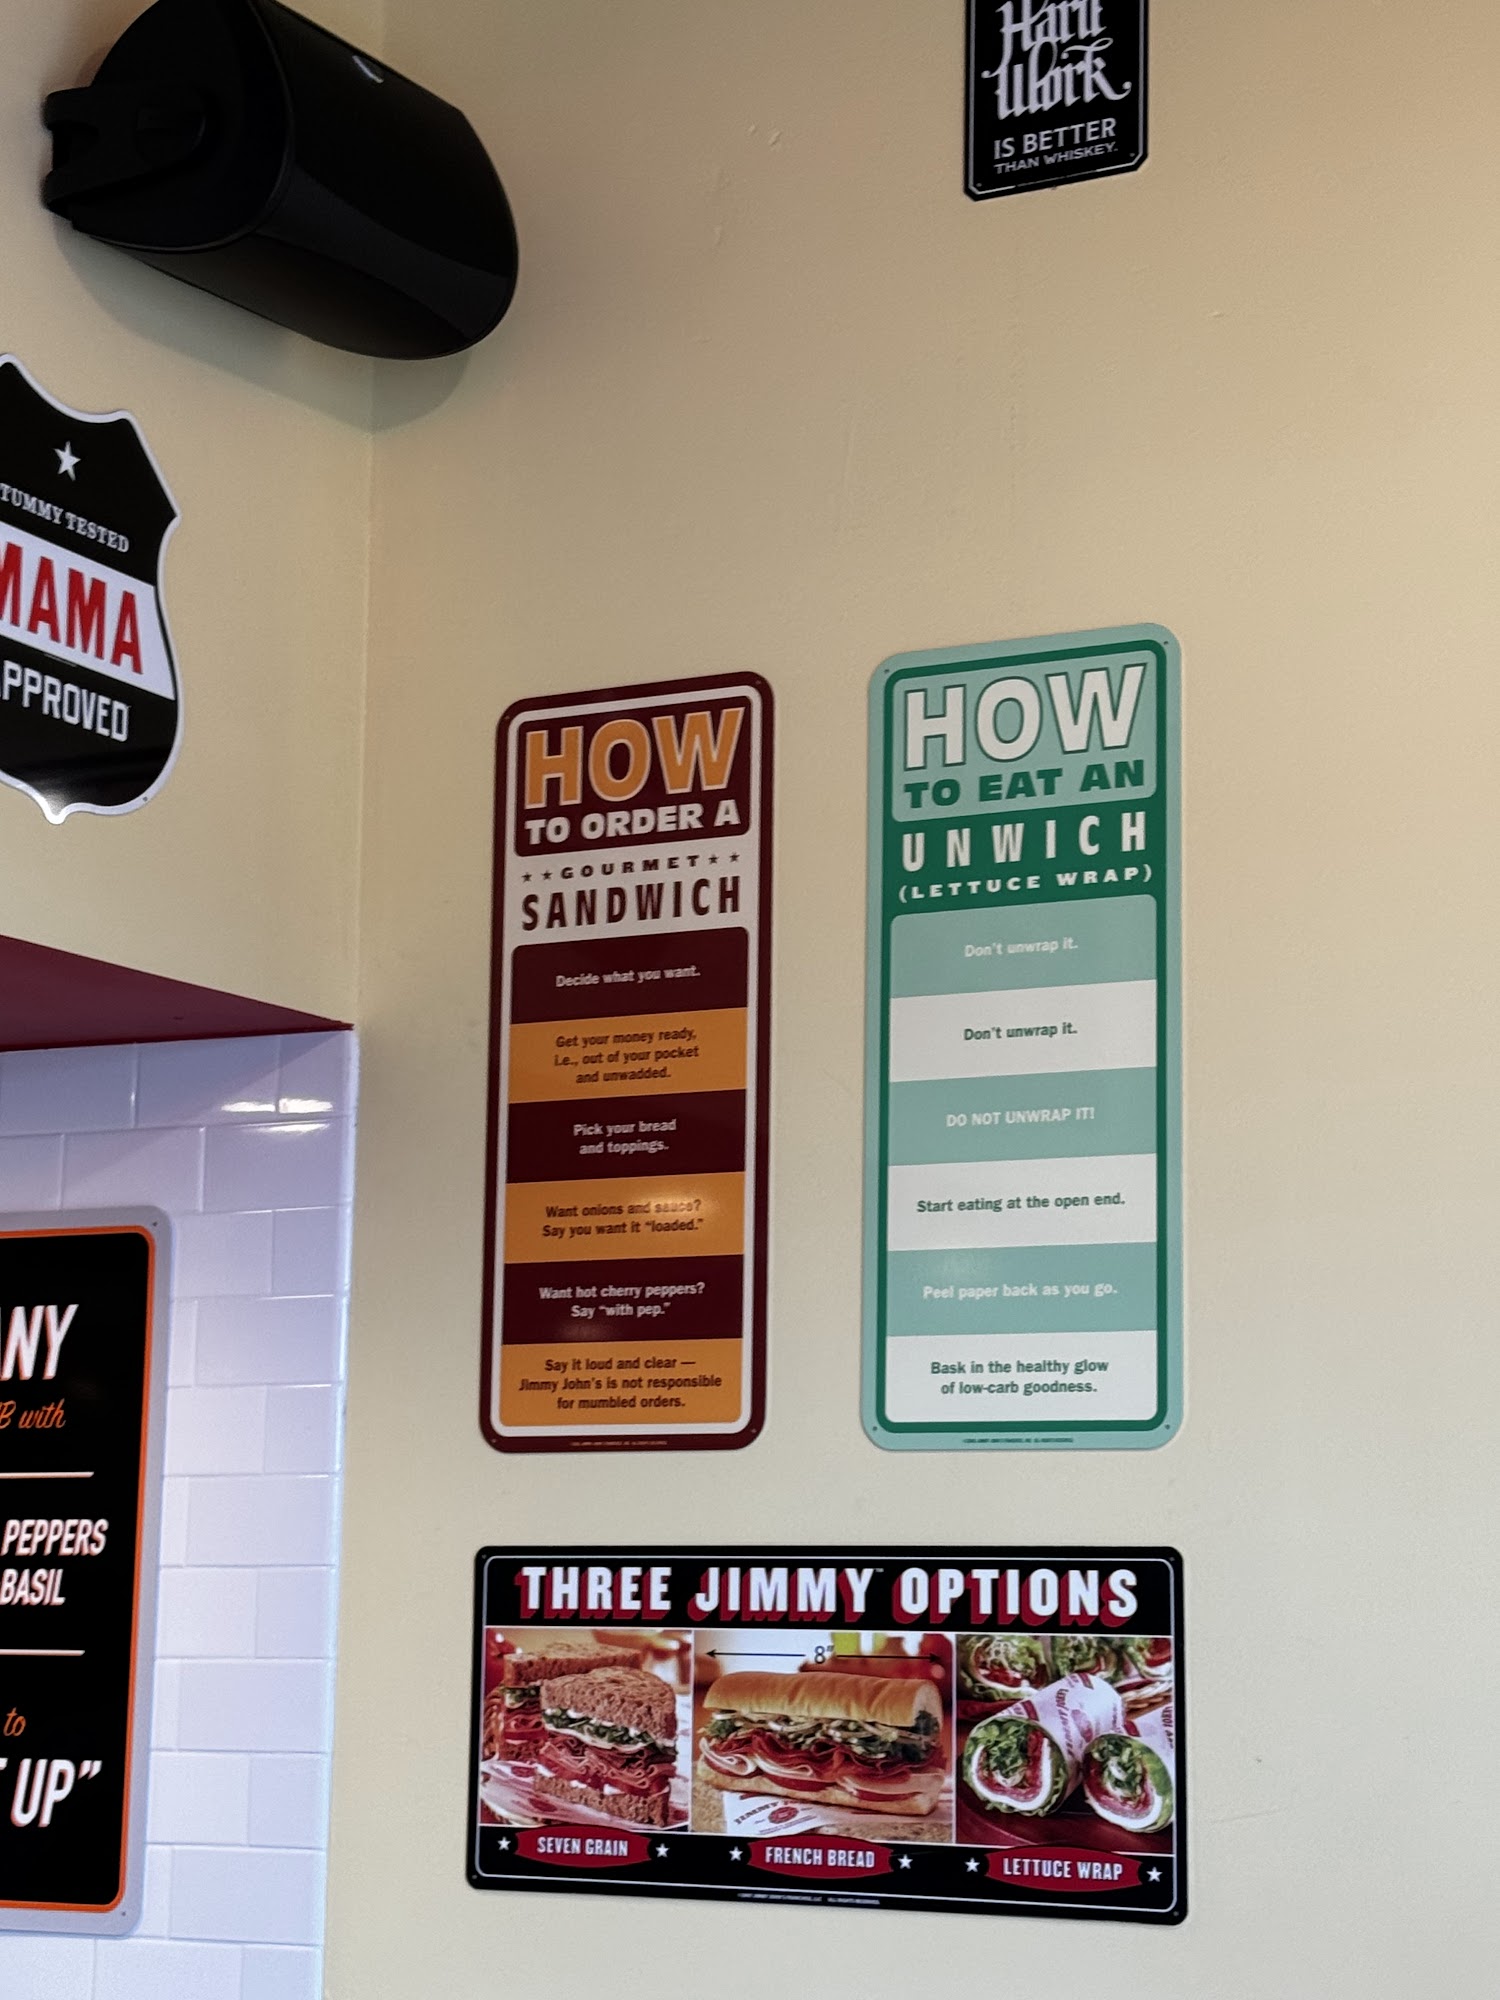 Hard
Work
IS BETTER
THAN WHISKEY.
TUMMY TESTED
MAMA
APPROVED
HOW
TO ORDER A
GOURMET
SANDWICH
Decide what you want.
Get your money ready,
i.e., out of your pocket
and unwadded.
Pick your bread
and toppings.
Want onions and sauce?
Say you want it “loaded.”
Want hot cherry peppers?
Say “with pep.”
Say it loud and clear —
Jimmy John's is not responsible
for mumbled orders.
HOW
TO EAT AN
UNWICH
(LETTUCE WRAP)
Don't unwrap it.
Don't unwrap it.
DO NOT UNWRAP IT!
Start eating at the open end.
Peel paper back as you go.
Bask in the healthy glow
of low-carb goodness.
ANY
with
PEPPERS
BASIL
to
UP”
THREE JIMMY™ OPTIONS
8"
SEVEN GRAIN
FRENCH BREAD
LETTUCE WRAP